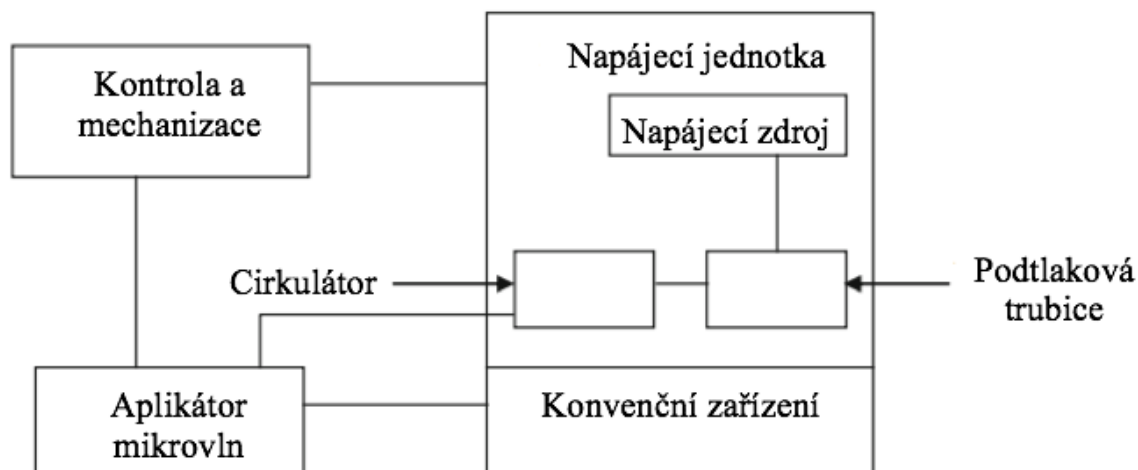 Kontrola a
mechanizace
Napájecí jednotka
Napájecí zdroj
Cirkulátor
Podtlaková
trubice
Aplikátor
mikrovln
Konvenční zařízení